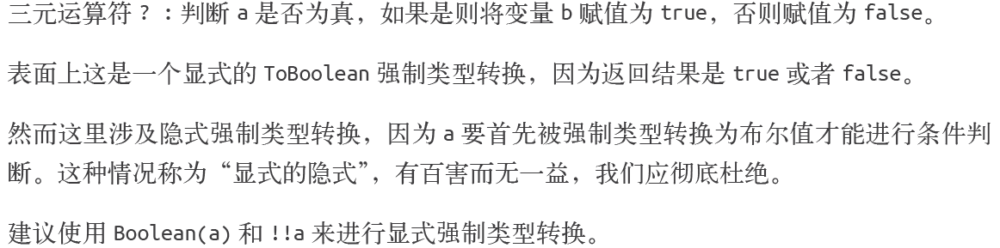 三元运算符 ? : 判断 a 是否为真，如果是则将变量 b 赋值为 true，否则赋值为 false。
表面上这是一个显式的 ToBoolean 强制类型转换，因为返回结果是 true 或者 false。
然而这里涉及隐式强制类型转换，因为 a 要首先被强制类型转换为布尔值才能进行条件判
断。这种情况称为“显式的隐式”，有百害而无一益，我们应彻底杜绝。
建议使用 Boolean(a) 和 !!a 来进行显式强制类型转换。